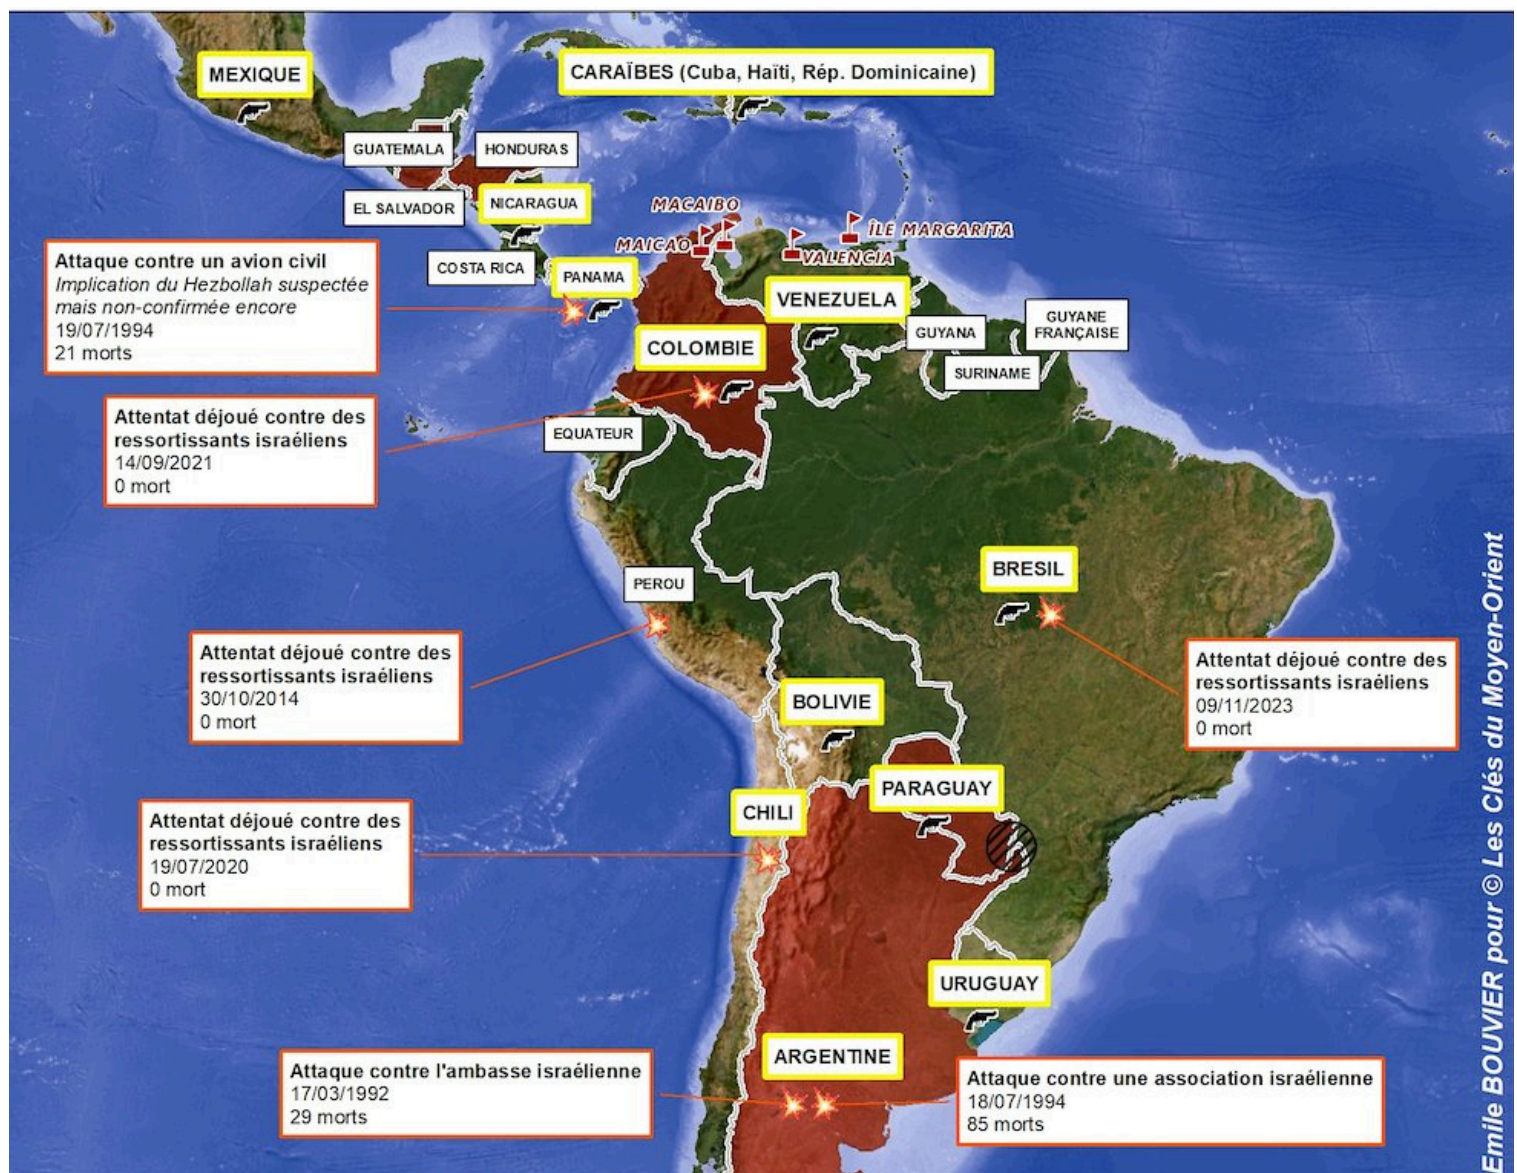 MEXIQUE
CARAÏBES (Cuba, Haïti, Rép. Dominicaine)
GUATEMALA
HONDURAS
EL SALVADOR
NICARAGUA
MACAIBO
MAICAO
ÎLE MARGARITA
VALENCIA
COSTA RICA
PANAMA
Attaque contre un avion civil
Implication du Hezbollah suspectée
mais non-confirmée encore
19/07/1994
21 morts
VENEZUELA
GUYANA
GUYANE
FRANÇAISE
SURINAME
COLOMBIE
Attentat déjoué contre des
ressortissants israéliens
14/09/2021
0 mort
EQUATEUR
BRESIL
PEROU
Attentat déjoué contre des
ressortissants israéliens
30/10/2014
0 mort
Attentat déjoué contre des
ressortissants israéliens
09/11/2023
0 mort
BOLIVIE
PARAGUAY
CHILI
Attentat déjoué contre des
ressortissants israéliens
19/07/2020
0 mort
URUGUAY
ARGENTINE
Attaque contre l'ambasse israélienne
17/03/1992
29 morts
Attaque contre une association israélienne
18/07/1994
85 morts
Emile BOUVIER pour © Les Clés du Moyen-Orient